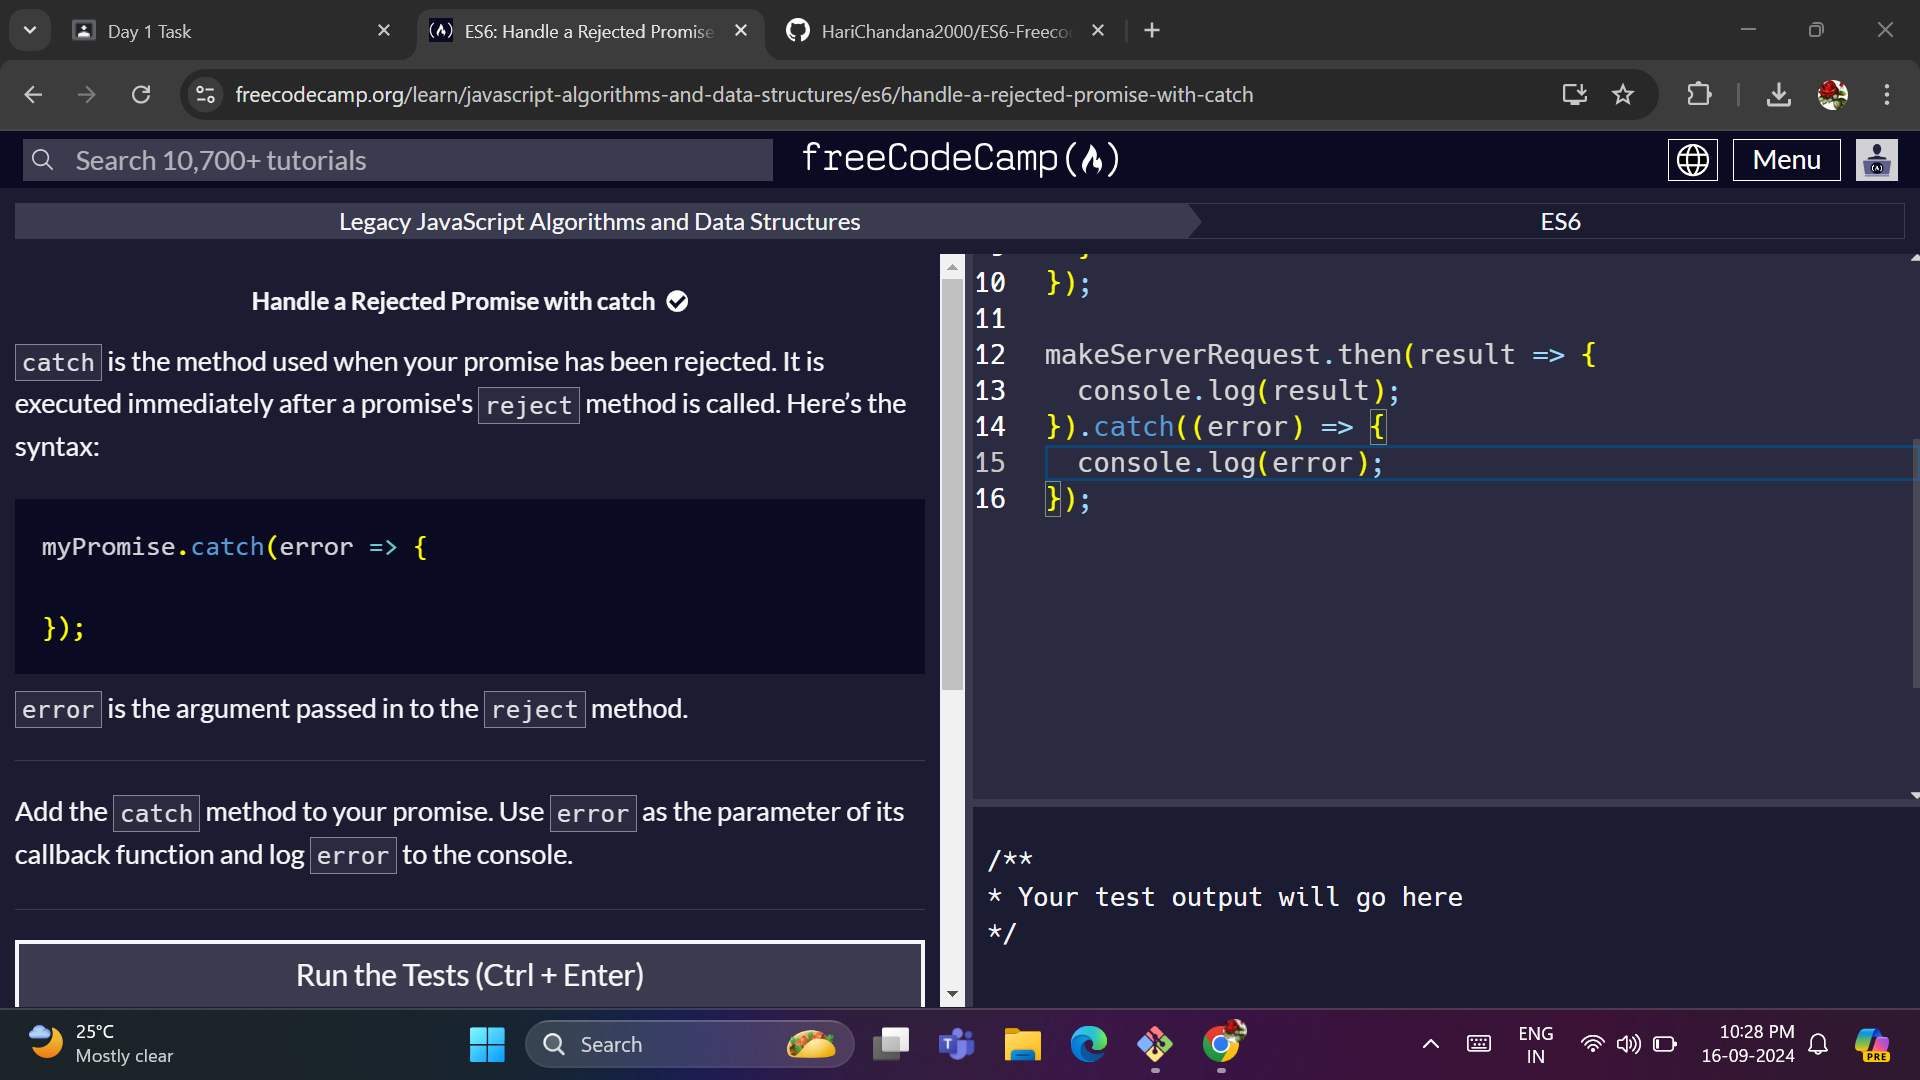 Day 1 Task
ES6: Handle a Rejected Promise
HariChandana2000/ES6-Freeco
freecodecamp.org/learn/javascript-algorithms-and-data-structures/es6/handle-a-rejected-promise-with-catch
Search 10,700+ tutorials
freeCodeCamp(🔥)
Menu
Legacy JavaScript Algorithms and Data Structures
ES6
Handle a Rejected Promise with catch
catch is the method used when your promise has been rejected. It is
executed immediately after a promise's reject method is called. Here’s the
syntax:
myPromise.catch(error => {
});
error is the argument passed in to the reject method.
Add the catch method to your promise. Use error as the parameter of its
callback function and log error to the console.
Run the Tests (Ctrl + Enter)
10 });
11
12 makeServerRequest.then(result => {
13 console.log(result);
14 }).catch((error) => {
15 console.log(error);
16 });
/**
* Your test output will go here
*/
25°C
Mostly clear
Search
ENG
IN
10:28 PM
16-09-2024
PRE